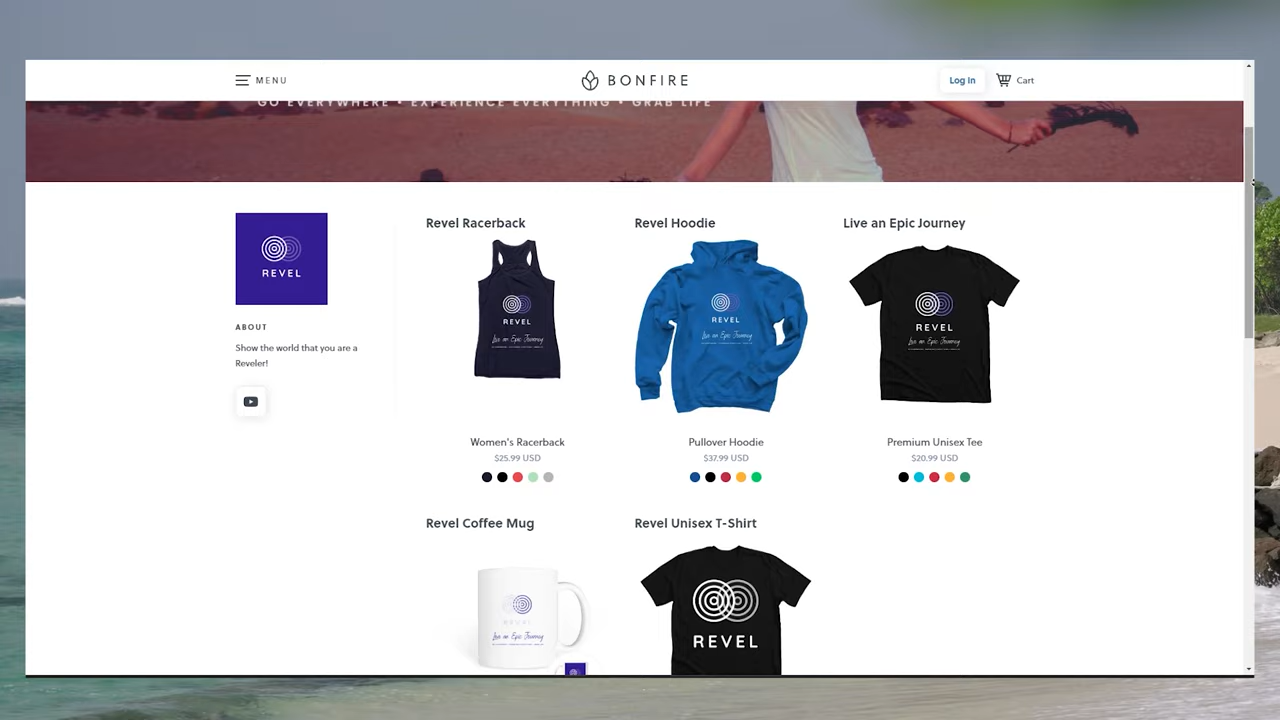 MENU
BONFIRE
Log In
Cart
GO EVERYWHERE • EXPERIENCE EVERYTHING • GRAB LIFE
REVEL
ABOUT
Show the world that you are a
Reveler!
Revel Racerback
REVEL
Live an Epic Journey
Women's Racerback
$25.99 USD
Revel Hoodie
REVEL
Live an Epic Journey
Pullover Hoodie
$37.99 USD
Live an Epic Journey
REVEL
Live an Epic Journey
Premium Unisex Tee
$20.99 USD
Revel Coffee Mug
REVEL
Live an Epic Journey
Revel Unisex T-Shirt
REVEL